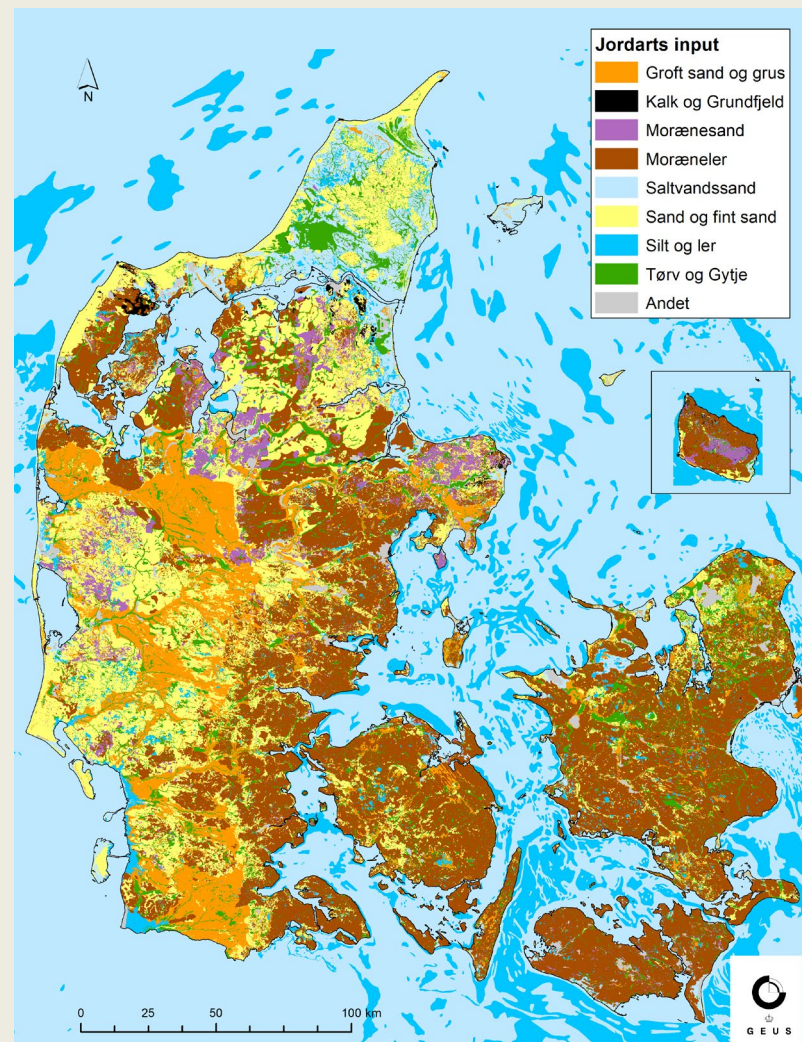 Jordarts input
Groft sand og grus
Kalk og Grundfjeld
Morænesand
Moræneler
Saltvandssand
Sand og fint sand
Silt og ler
Tørv og Gytje
Andet
N
0 25 50 100 km
G E U S